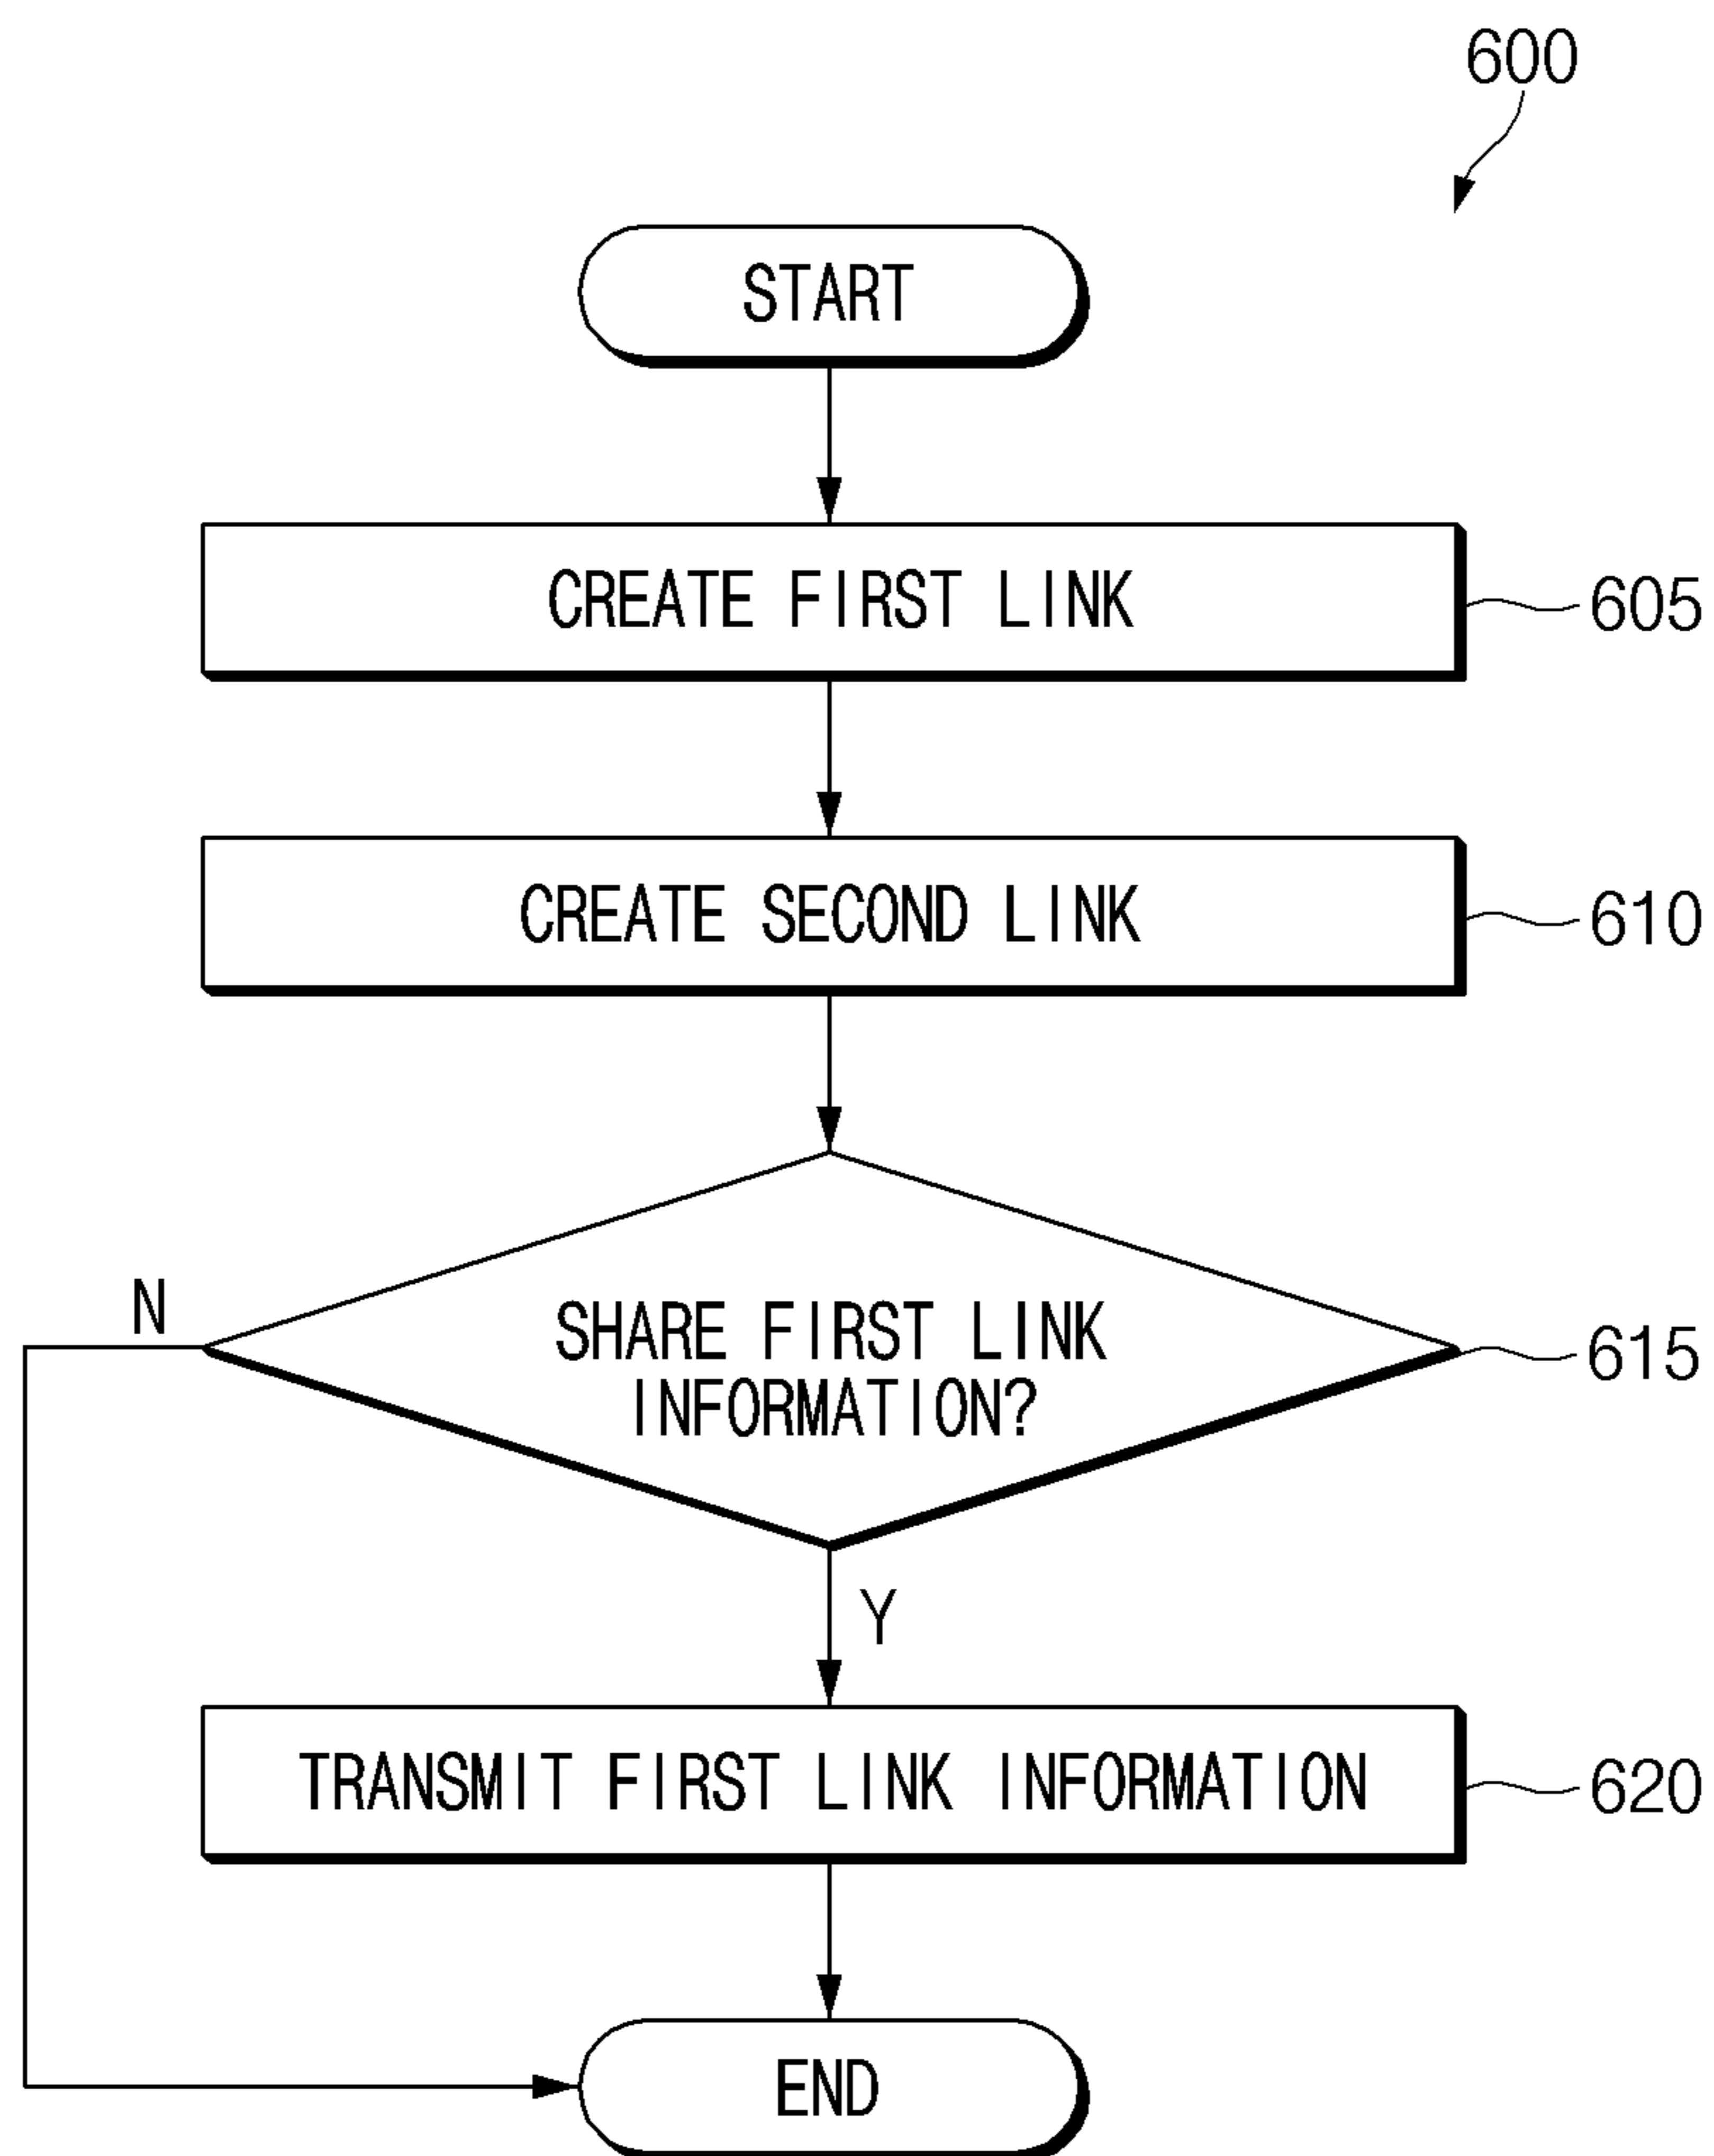 600
START
CREATE FIRST LINK
605
CREATE SECOND LINK
610
N
SHARE FIRST LINK
INFORMATION?
615
Y
TRANSMIT FIRST LINK INFORMATION
620
END